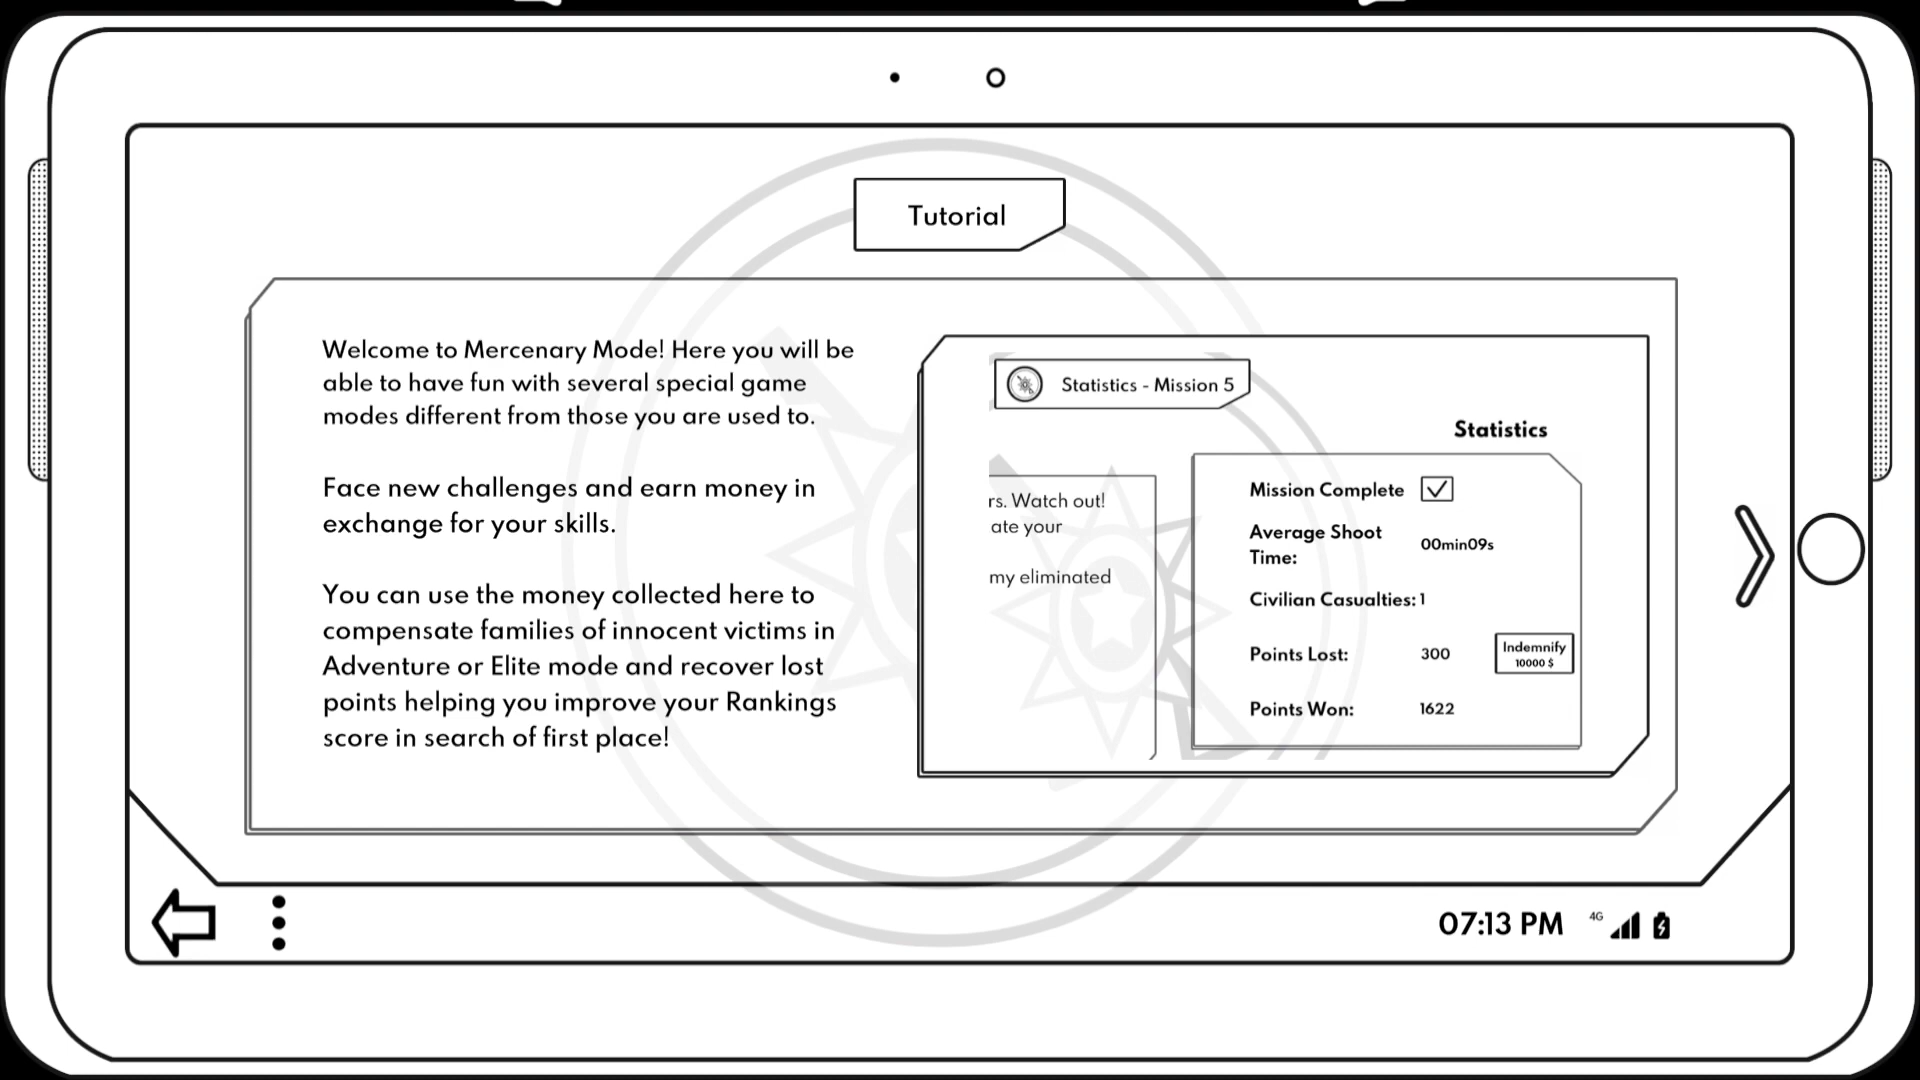 Tutorial
Welcome to Mercenary Mode! Here you will be
able to have fun with several special game
modes different from those you are used to.
Face new challenges and earn money in
exchange for your skills.
You can use the money collected here to
compensate families of innocent victims in
Adventure or Elite mode and recover lost
points helping you improve your Rankings
score in search of first place!
Statistics - Mission 5
rs. Watch out!
ate your
my eliminated
Statistics
Mission Complete
Average Shoot
Time: 00min09s
Civilian Casualties: 1
Points Lost: 300
Indemnify
10000 $
Points Won: 1622
07:13 PM 4G